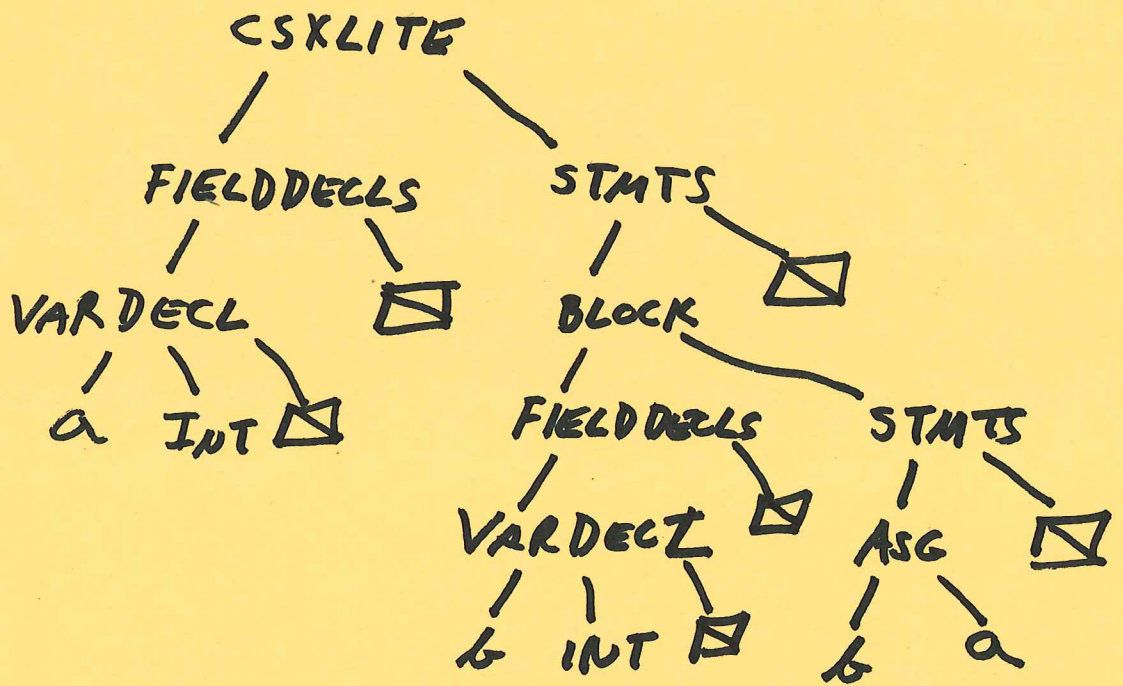 CSXLITE
FIELDDECLS STMTS
VARDECL BLOCK
a INT FIELDDECLS STMTS
VARDECL ASG
b INT b a